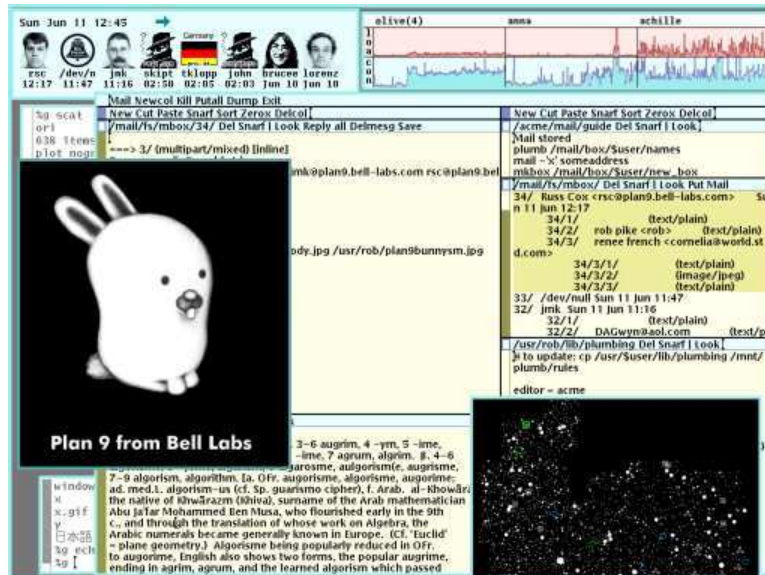 Sun Jun 11 12:45
olive(4) anna achille
Germany
rsc /dev/n jmk skipt tklopp john brucee lorenz
12:17 11:47 11:16 02:50 02:05 02:03 Jun 10 Jun 10
Mail Newcol Kill Putall Dump Exit
New Cut Paste Snarf Sort Zerox Delcol
/mail/fs/mbox/34/ Del Snarf | Look Reply all Delmesg Save
===> 3/ (multipart/mixed) [inline]
jmk@plan9.bell-labs.com rsc@plan9.bel
ody.jpg /usr/rob/plan9bunnysm.jpg
%g scat
ori
638 items
plot nogr
Plan 9 from Bell Labs
New Cut Paste Snarf Sort Zerox Delcol
/acme/mail/guide Del Snarf | Look
Mail stored
plumb /mail/box/$user/names
mail -'x' someaddress
mkbox /mail/box/$user/new_box
/mail/fs/mbox/ Del Snarf | Look Put Mail
34/ Russ Cox <rsc@plan9.bell-labs.com> Su
n 11 Jun 12:17
34/1/ (text/plain)
34/2/ rob pike <rob> (text/plain)
34/3/ renee french <cornelia@world.st
d.com>
34/3/1/ (text/plain)
34/3/2/ (image/jpeg)
34/3/3/ (text/plain)
33/ /dev/null Sun 11 Jun 11:47
32/ jmk Sun 11 Jun 11:16
32/1/ (text/plain)
32/2/ DAGwyn@aol.com (text/p
/usr/rob/lib/plumbing Del Snarf | Look
# to update: cp /usr/$user/lib/plumbing /mnt/
plumb/rules
editor = acme
3-6 augrim, 4 -ym, 5 -ime,
-ime, 7 agrum, algrim. β. 4-6
augarosme, aulgorism(e, augrisme,
7-9 algorism, algorithm. [a. OFr. augorisme, algorisme, augorime;
ad. med.L. algorism-us (cf. Sp. guarismo cipher), f. Arab. al-Khowāra
the native of Khwārazm (Khiva), surname of the Arab mathematician
Abu Ja'far Mohammed Ben Musa, who flourished early in the 9th
c., and through the translation of whose work on Algebra, the
Arabic numerals became generally known in Europe. (Cf. 'Euclid'
= plane geometry.) Algorisme being popularly reduced in OFr.
to augorime, English also shows two forms, the popular augrime,
ending in agrim, agrum, and the learned algorism which passed
window
x
x.gif
y
日本語
%g ech
%g